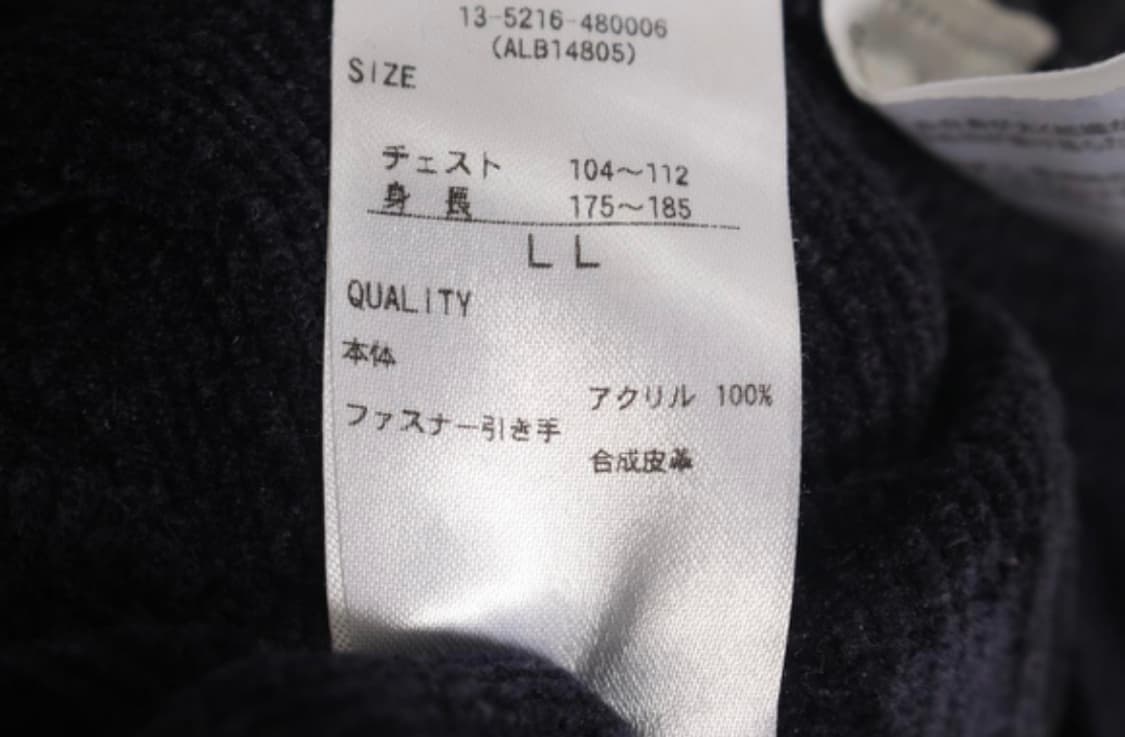 13-5216-480006
(ALB14805)
SIZE
チェスト 104～112
身長 175～185
LL
QUALITY
本体
アクリル 100%
ファスナー引き手
合成皮革